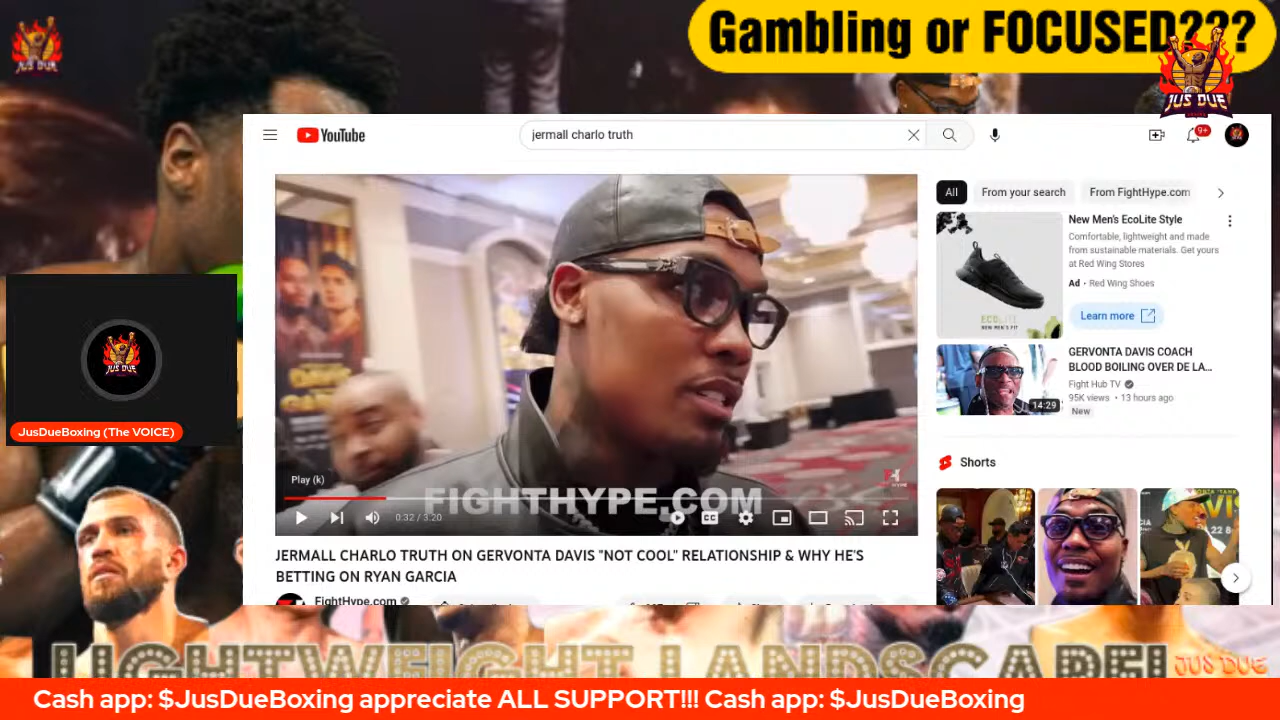 Gambling or FOCUSED???
JUS DUE
JUS DUE
YouTube
jermall charlo truth
9+
All
From your search
From FightHype.com
New Men's EcoLite Style
Comfortable, lightweight and made
from sustainable materials. Get yours
at Red Wing Stores
Ad · Red Wing Shoes
Learn more
GERVONTA DAVIS COACH
BLOOD BOILING OVER DE LA...
Fight Hub TV
95K views · 13 hours ago
New
14:29
Shorts
JUS DUE
JusDueBoxing (The VOICE)
Play (k)
FIGHTHYPE.COM
0:32 / 3:20
CC
JERMALL CHARLO TRUTH ON GERVONTA DAVIS "NOT COOL" RELATIONSHIP & WHY HE'S
BETTING ON RYAN GARCIA
FightHype.com
LIGHTWEIGHT LANDSCAPE!
JUS DUE
Cash app: $JusDueBoxing appreciate ALL SUPPORT!!! Cash app: $JusDueBoxing